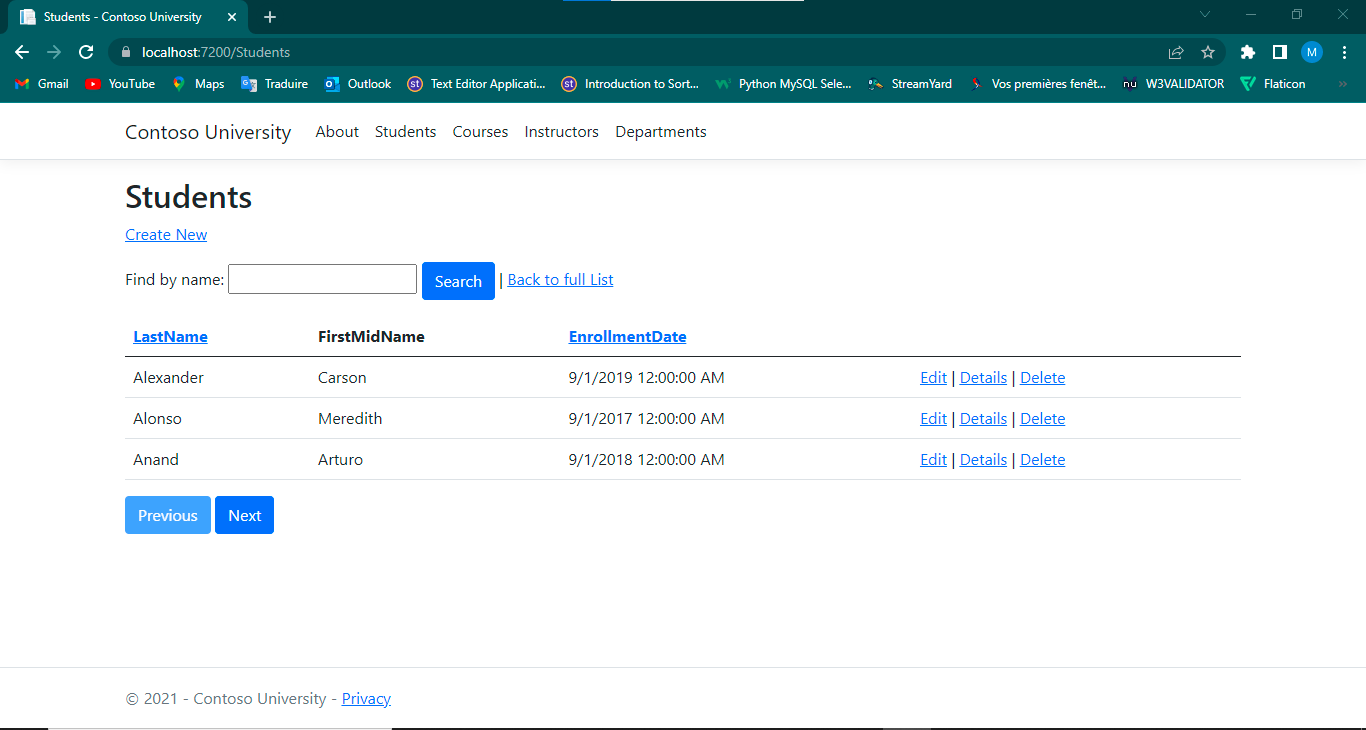 Students - Contoso University
localhost:7200/Students
M
Gmail YouTube Maps Traduire Outlook Text Editor Applicati... Introduction to Sort... Python MySQL Sele... StreamYard Vos premières fenêt... W3VALIDATOR Flaticon »
Contoso University About Students Courses Instructors Departments
Students
Create New
Find by name: Search | Back to full List
LastName FirstMidName EnrollmentDate
Alexander Carson 9/1/2019 12:00:00 AM Edit | Details | Delete
Alonso Meredith 9/1/2017 12:00:00 AM Edit | Details | Delete
Anand Arturo 9/1/2018 12:00:00 AM Edit | Details | Delete
Previous Next
© 2021 - Contoso University - Privacy